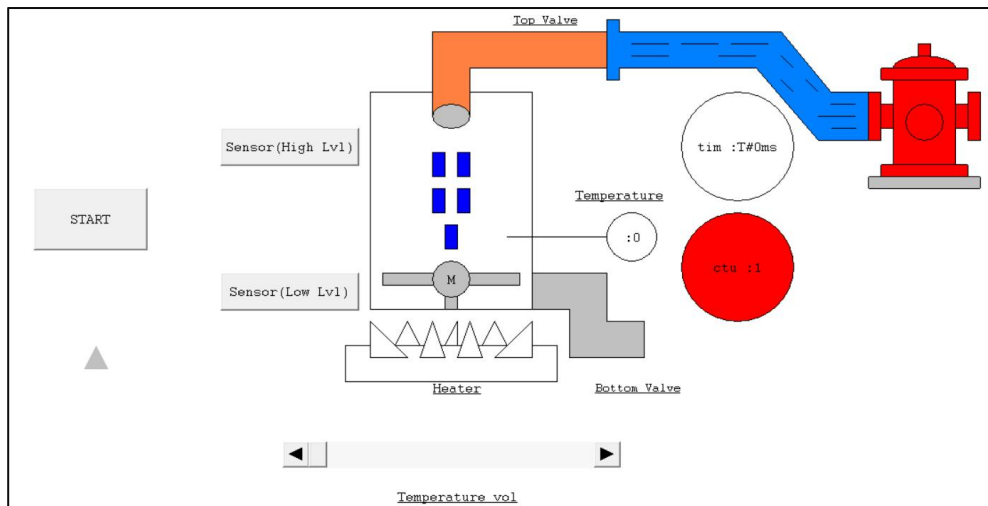 Top Valve
Sensor(High Lvl)
tim :T#0ms
START
Temperature
:0
ctu :1
M
Sensor(Low Lvl)
Heater
Bottom Valve
Temperature vol